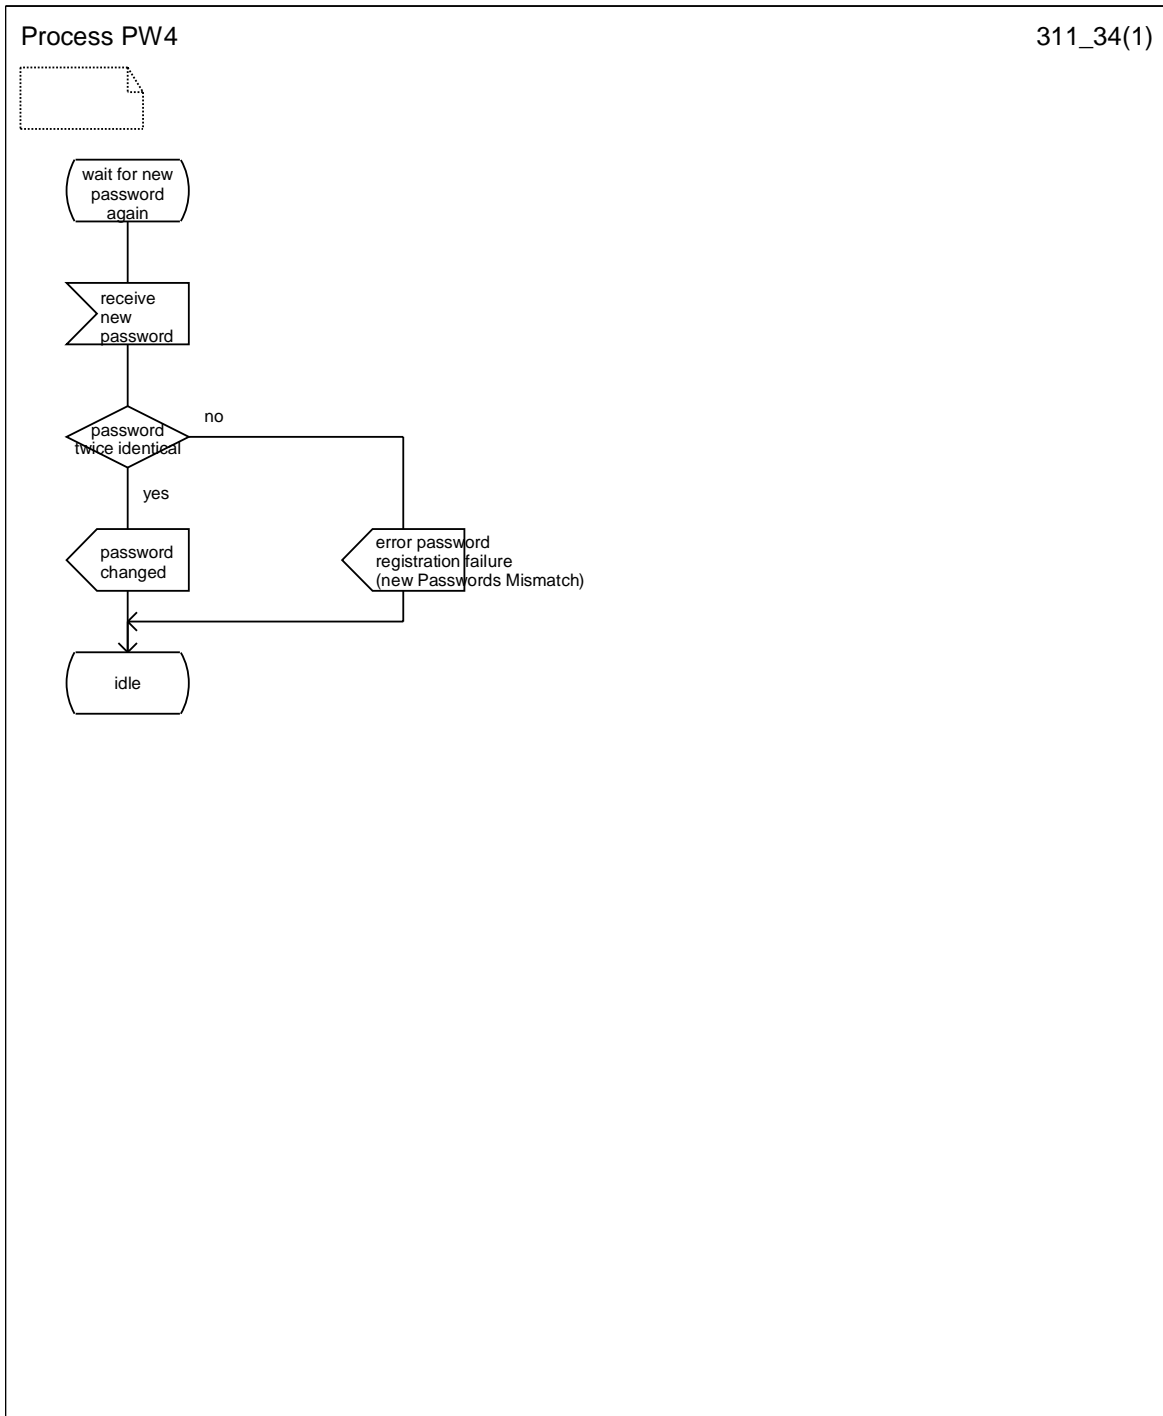 Process PW4
311_34(1)
wait for new
password
again
receive
new
password
password
twice identical
no
yes
password
changed
error password
registration failure
(new Passwords Mismatch)
idle